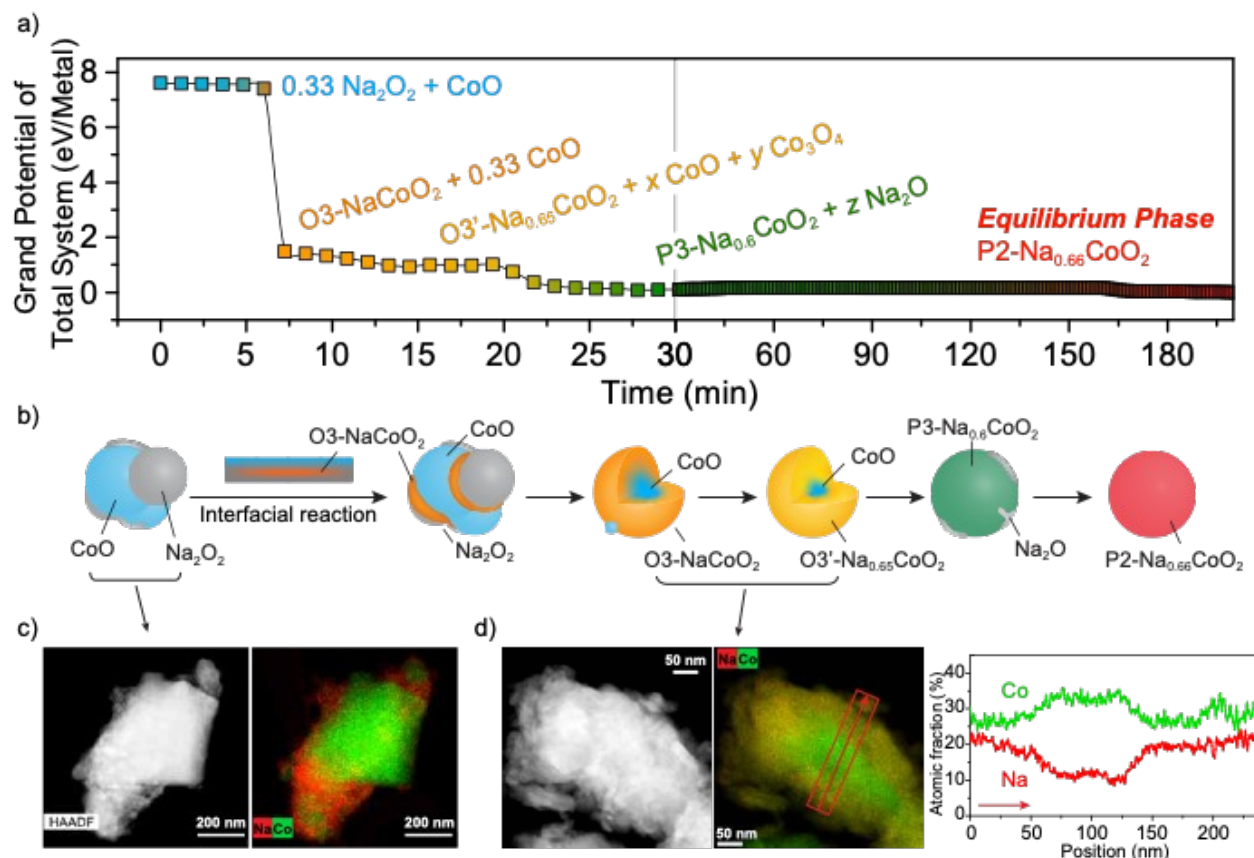 a)
Grand Potential of
Total System (eV/Metal)
8
6
4
2
0
0.33 Na₂O₂ + CoO
O3-NaCoO₂ + 0.33 CoO
O3'-Na₀.₆₅CoO₂ + x CoO + y Co₃O₄
P3-Na₀.₆CoO₂ + z Na₂O
Equilibrium Phase
P2-Na₀.₆₆CoO₂
0 5 10 15 20 25 30 60 90 120 150 180
Time (min)
b)
O3-NaCoO₂
CoO
Interfacial reaction
CoO
Na₂O₂
Na₂O₂
CoO
O3-NaCoO₂
CoO
O3'-Na₀.₆₅CoO₂
P3-Na₀.₆CoO₂
Na₂O
P2-Na₀.₆₆CoO₂
c)
HAADF
200 nm
NaCo
200 nm
d)
50 nm
NaCo
50 nm
Atomic fraction (%)
40
30
20
10
0
Co
Na
0 50 100 150 200
Position (nm)